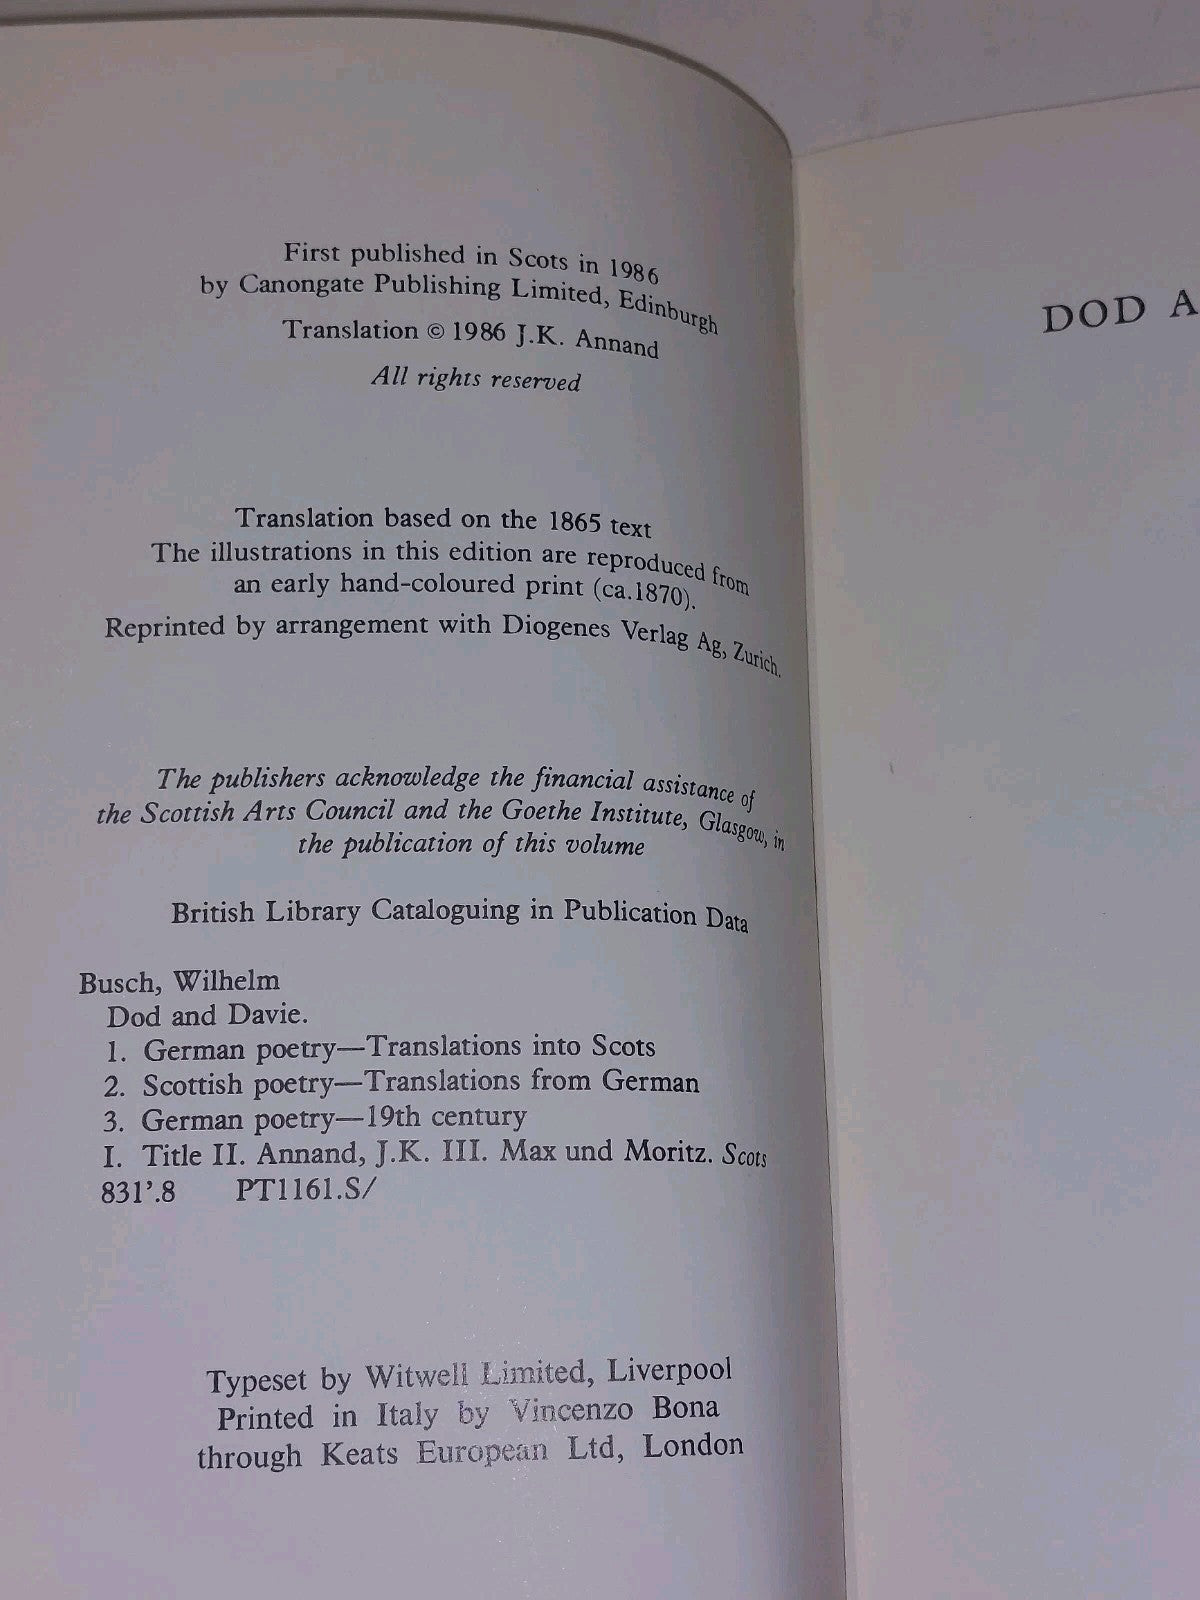 First published in Scots in 1986
by Canongate Publishing Limited, Edinburgh
Translation © 1986 J.K. Annand
All rights reserved
Translation based on the 1865 text
The illustrations in this edition are reproduced from
an early hand-coloured print (ca.1870).
Reprinted by arrangement with Diogenes Verlag Ag, Zurich.
The publishers acknowledge the financial assistance of
the Scottish Arts Council and the Goethe Institute, Glasgow, in
the publication of this volume
British Library Cataloguing in Publication Data
Busch, Wilhelm
Dod and Davie.
1. German poetry—Translations into Scots
2. Scottish poetry—Translations from German
3. German poetry—19th century
I. Title II. Annand, J.K. III. Max und Moritz. Scots
831'.8 PT1161.S/
Typeset by Witwell Limited, Liverpool
Printed in Italy by Vincenzo Bona
through Keats European Ltd, London
DOD A